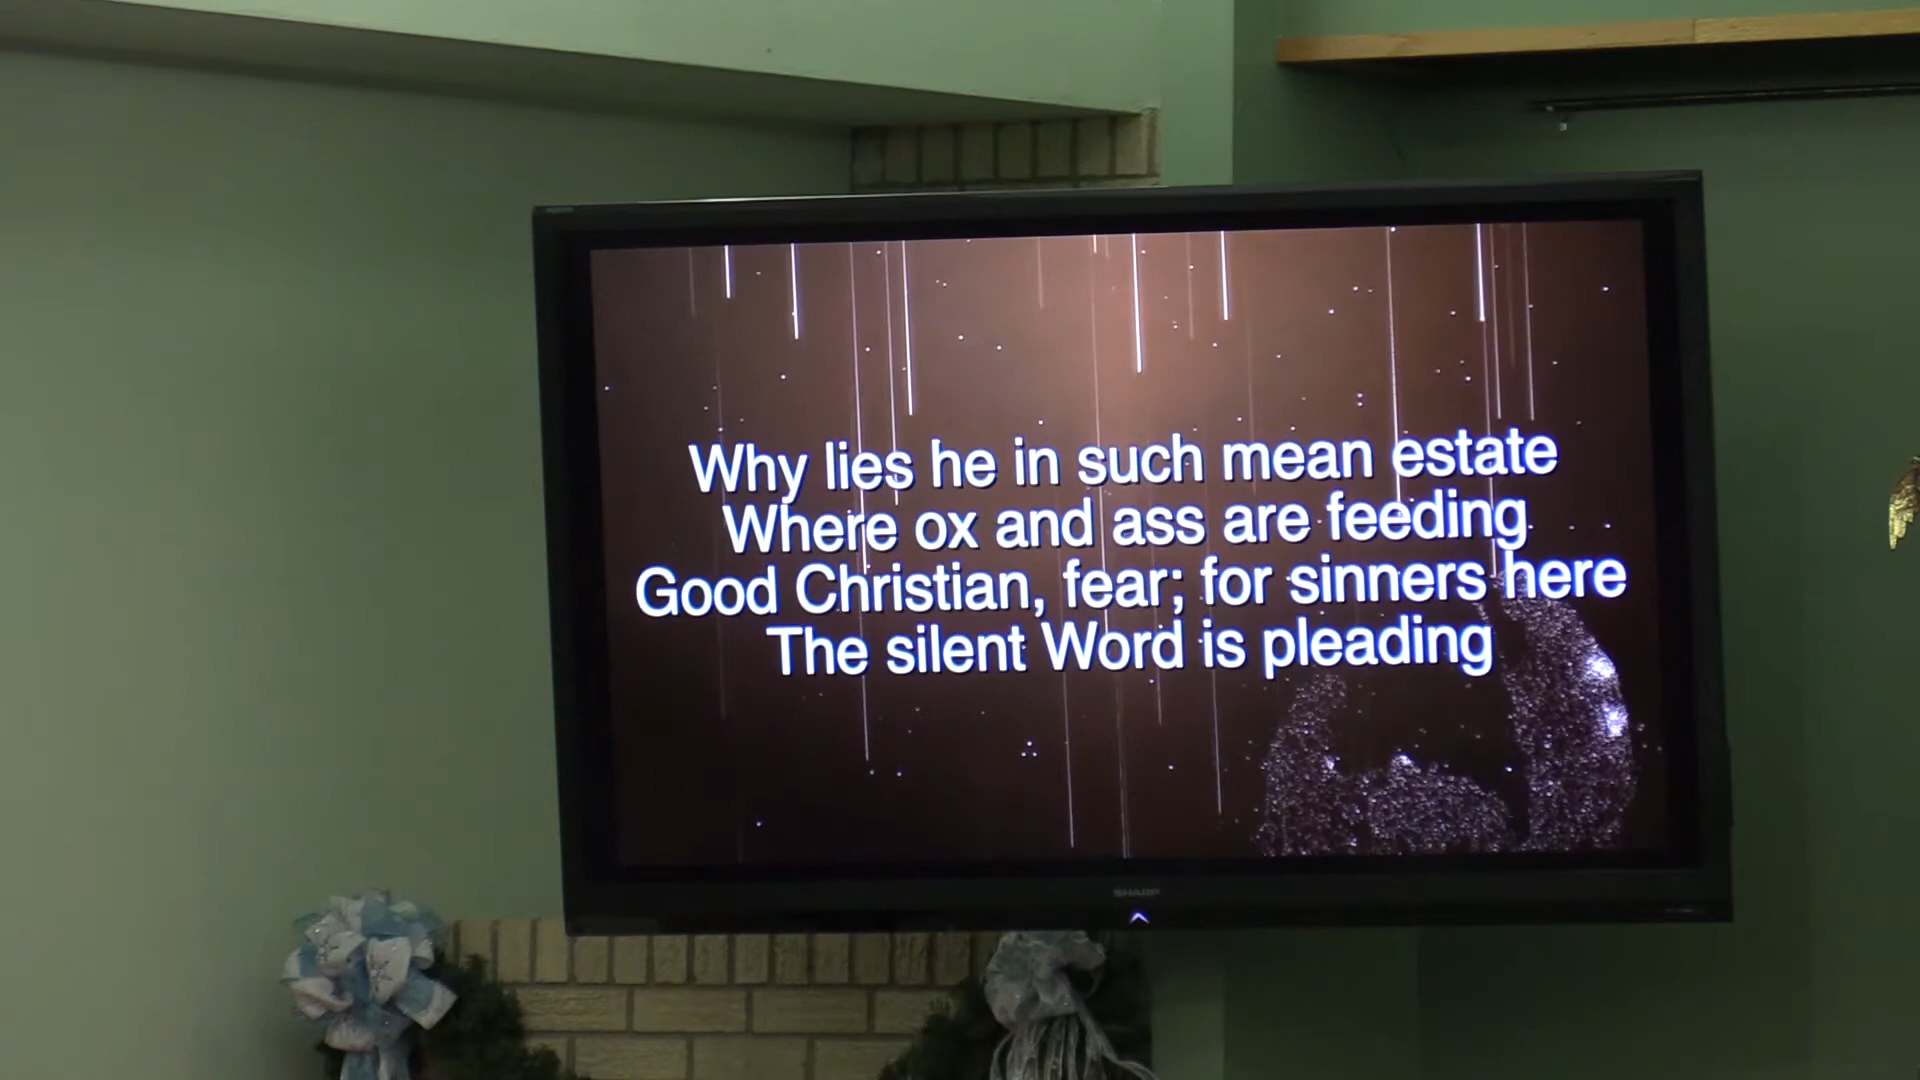 Why lies he in such mean estate
Where ox and ass are feeding
Good Christian, fear; for sinners here
The silent Word is pleading
SHARP